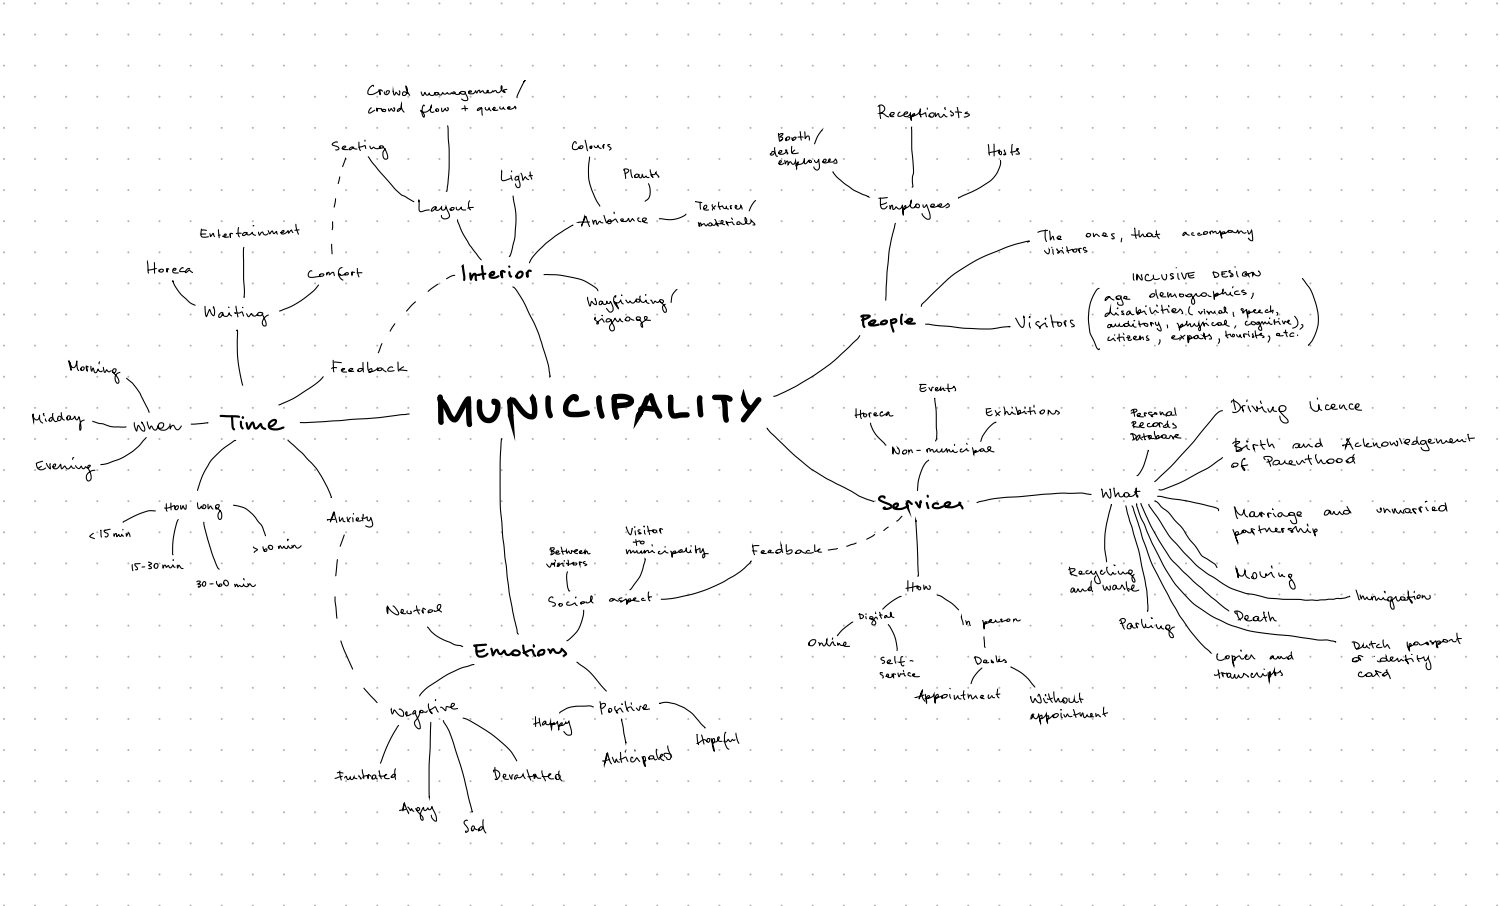 Crowd management /
crowd flow + queues
Seating
Light
Colours
Plants
Textures /
materials
Layout
Ambience
Interior
Wayfinding /
signage
Entertainment
Horeca
Comfort
Waiting
Feedback
Morning
Midday
Evening
When
Time
How long
< 15 min
15-30 min
30-60 min
> 60 min
Anxiety
MUNICIPALITY
Receptionists
Booth /
desk
employees
Hosts
Employees
The ones, that accompany
visitors
People
Visitors
INCLUSIVE DESIGN
age demographics,
disabilities (visual, speech,
auditory, physical, cognitive),
citizens, expats, tourists, etc.
Events
Horeca
Exhibitions
Non-municipal
Services
What
Personal
Records
Database
Driving Licence
Birth and Acknowledgement
of Parenthood
Marriage and unmarried
partnership
Moving
Immigration
Death
Dutch passport
or identity
card
Copies and
transcripts
Parking
Recycling
and waste
How
Digital
Online
Self-
service
In person
Desks
Appointment
Without
appointment
Feedback
Visitor
to
municipality
Between
visitors
Social aspect
Neutral
Emotions
Negative
Frustrated
Angry
Sad
Devastated
Positive
Happy
Anticipated
Hopeful